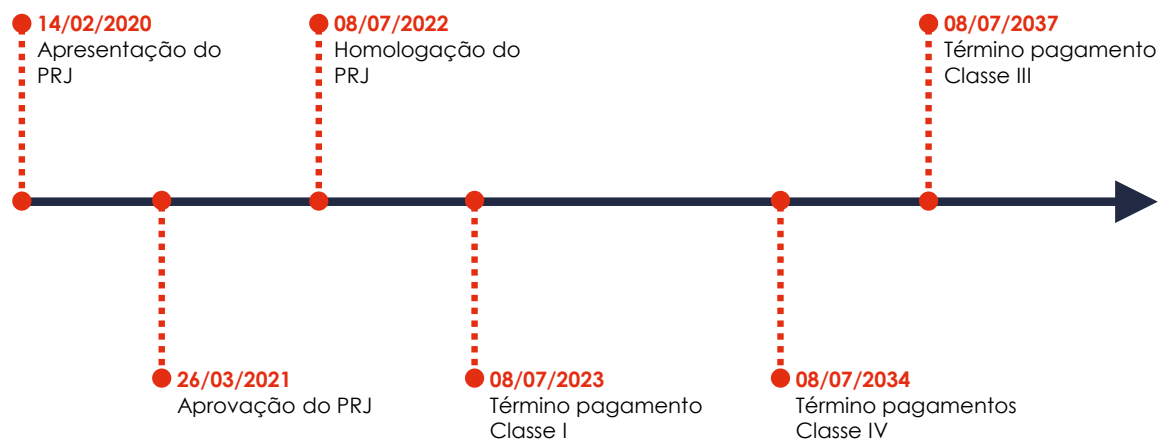 14/02/2020
Apresentação do
PRJ
08/07/2022
Homologação do
PRJ
08/07/2037
Término pagamento
Classe III
26/03/2021
Aprovação do PRJ
08/07/2023
Término pagamento
Classe I
08/07/2034
Término pagamentos
Classe IV